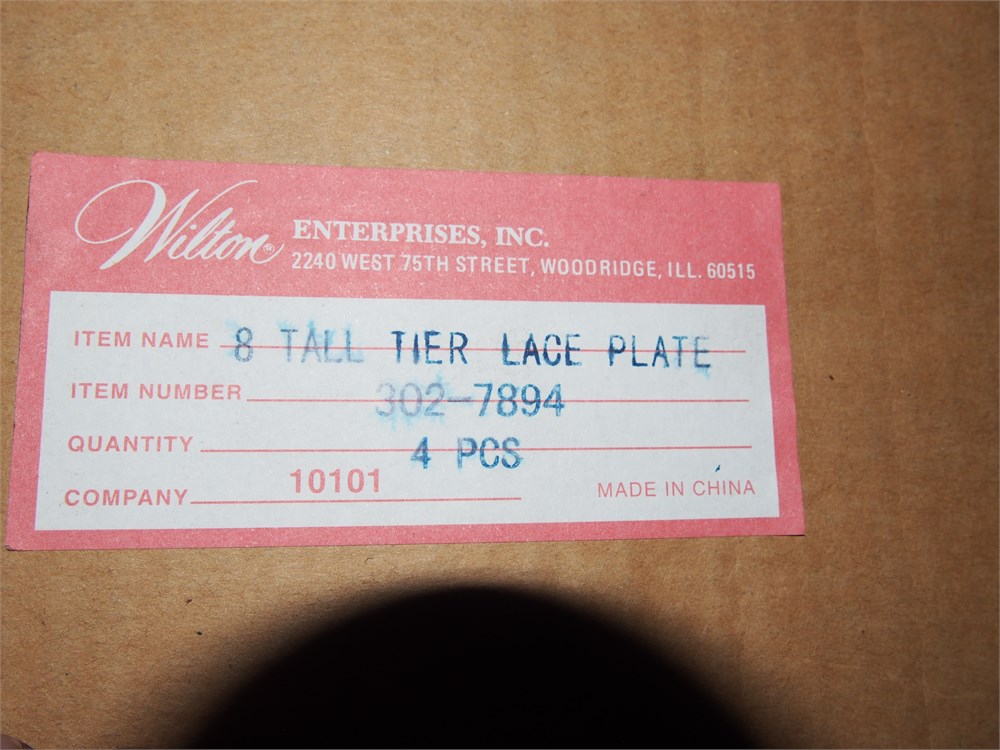 Wilton® ENTERPRISES, INC.
2240 WEST 75TH STREET, WOODRIDGE, ILL. 60515
ITEM NAME 8 TALL TIER LACE PLATE
ITEM NUMBER 302-7894
QUANTITY 4 PCS
COMPANY 10101
MADE IN CHINA